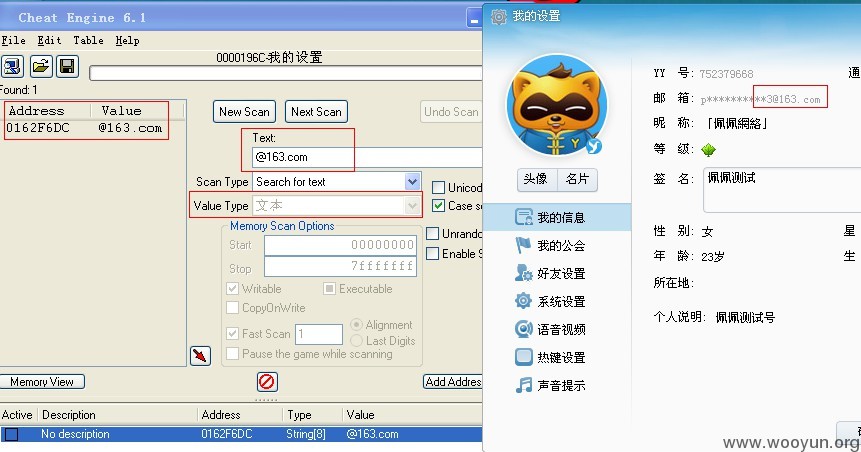 Cheat Engine 6.1
File Edit Table Help
0000196C-我的设置
Found: 1
Address Value
0162F6DC @163.com
New Scan Next Scan Undo Scan
Text:
@163.com
Scan Type Search for text
Value Type 文本
Unicod
Case se
Memory Scan Options
Start 00000000
Stop 7fffffff
Writable Executable
CopyOnWrite
Fast Scan 1 Alignment
Last Digits
Pause the game while scanning
Unrando
Enable S
Memory View
Add Addres
Active Description Address Type Value
No description 0162F6DC String[8] @163.com
我的设置
头像 名片
我的信息
我的公会
好友设置
系统设置
语音视频
热键设置
声音提示
YY 号: 752379668 通
邮 箱: p***********3@163.com
昵 称: 「佩佩網絡」
等 级:
签 名: 佩佩测试
性 别: 女 星
年 龄: 23岁 生
所在地:
个人说明: 佩佩测试号
www.wooyun.org